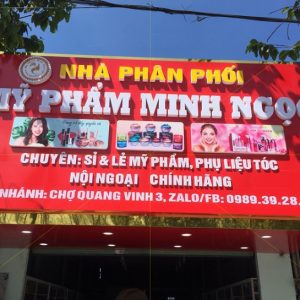 NHÀ PHÂN PHỐI
MỸ PHẨM MINH NGỌC
CHUYÊN: SỈ & LẺ MỸ PHẨM, PHỤ LIỆU TÓC
NỘI NGOẠI CHÍNH HÃNG
NHÁNH: CHỢ QUANG VINH 3, ZALO/FB: 0989.39.28.